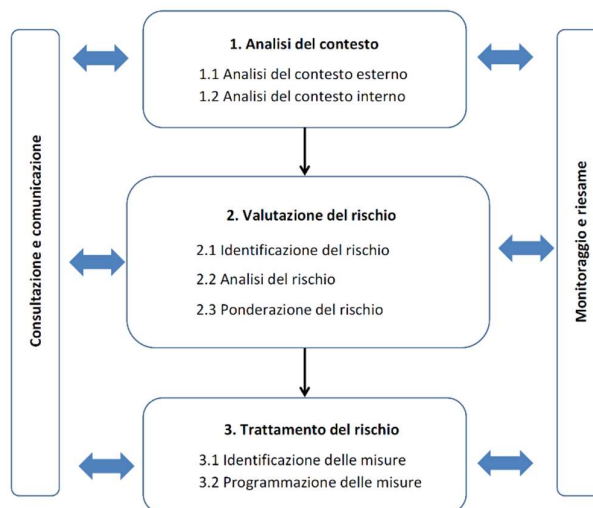 Consultazione e comunicazione
1. Analisi del contesto
1.1 Analisi del contesto esterno
1.2 Analisi del contesto interno
2. Valutazione del rischio
2.1 Identificazione del rischio
2.2 Analisi del rischio
2.3 Ponderazione del rischio
3. Trattamento del rischio
3.1 Identificazione delle misure
3.2 Programmazione delle misure
Monitoraggio e riesame